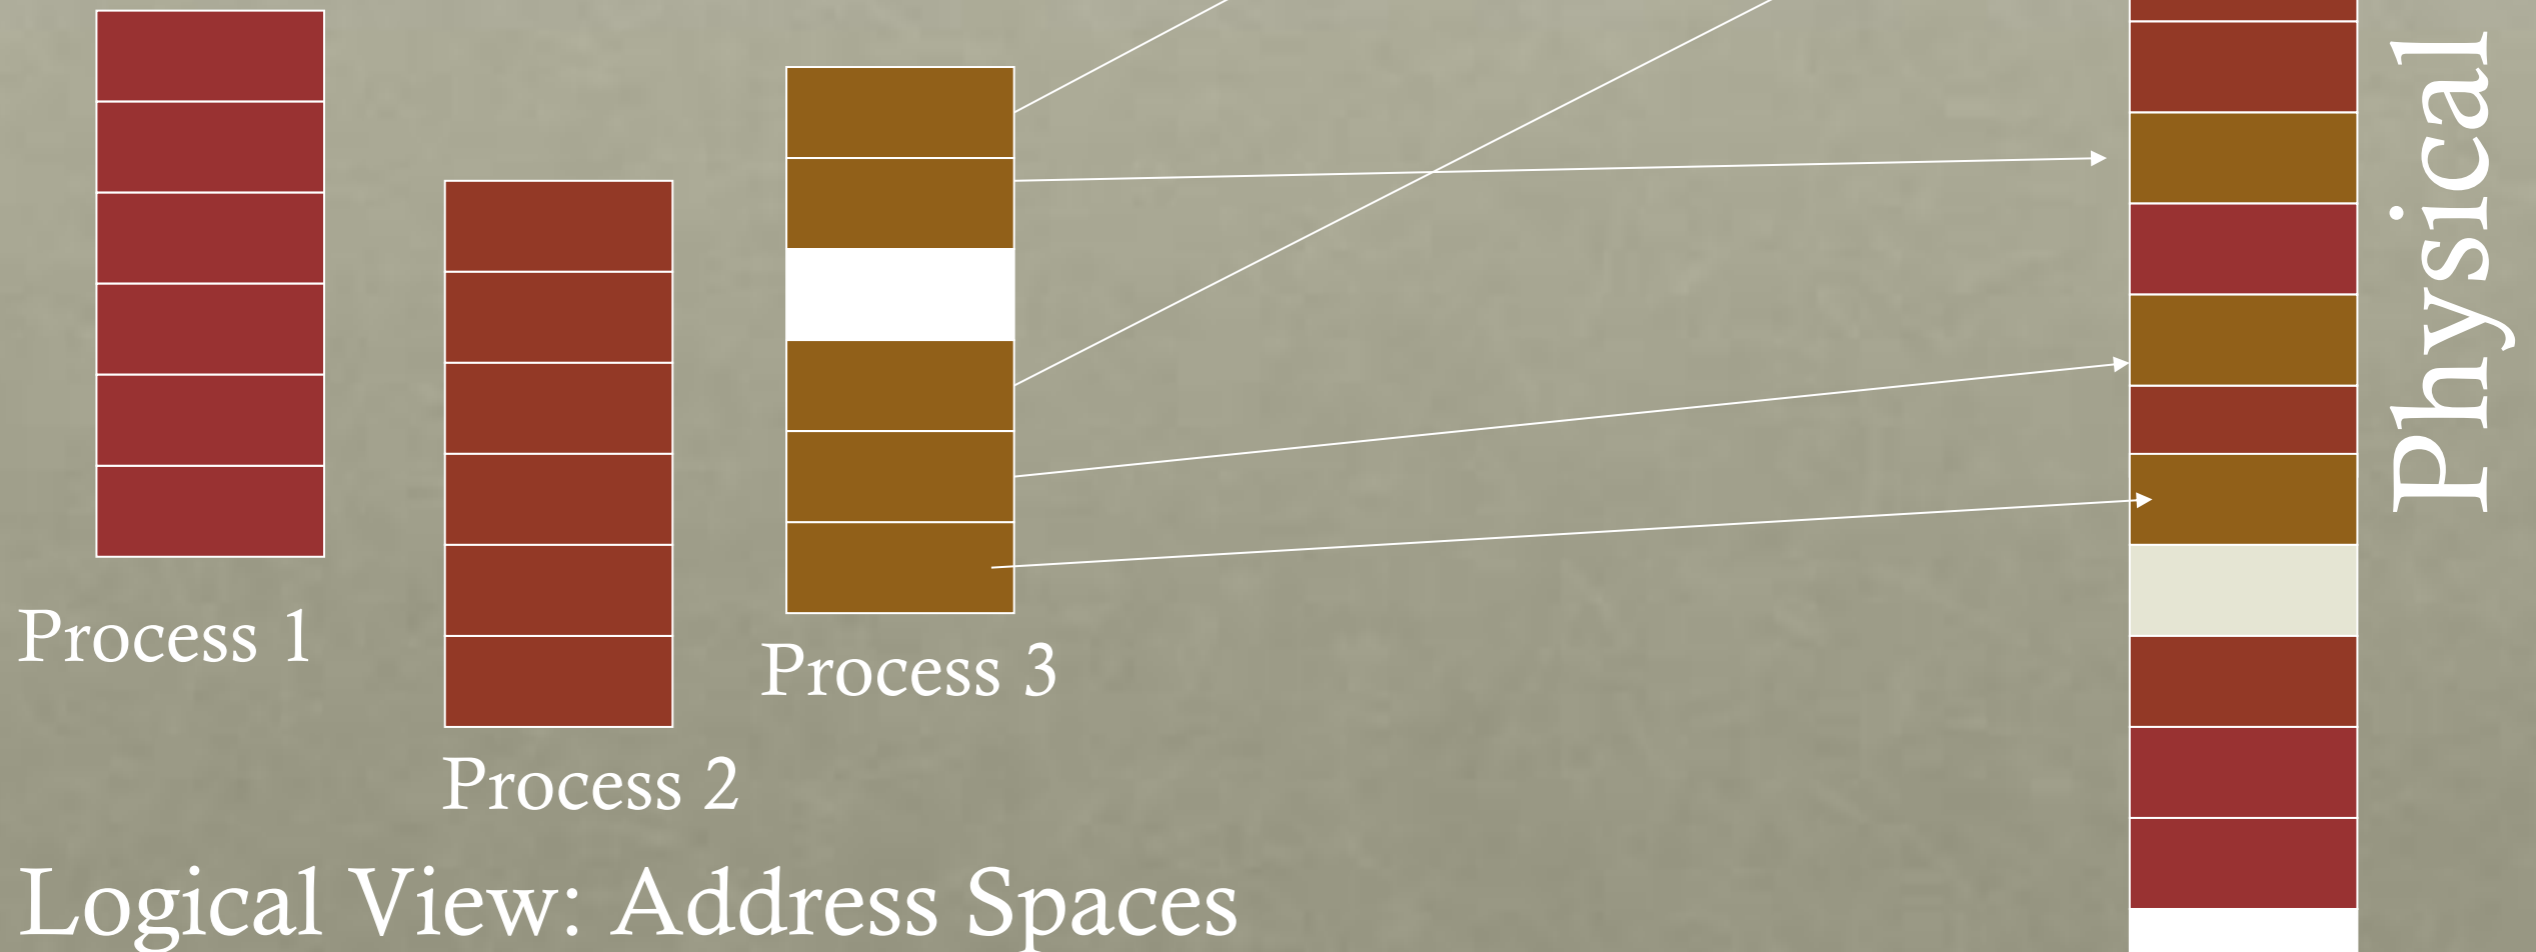 Process 1
Process 3
Process 2
Logical View: Address Spaces
Physical